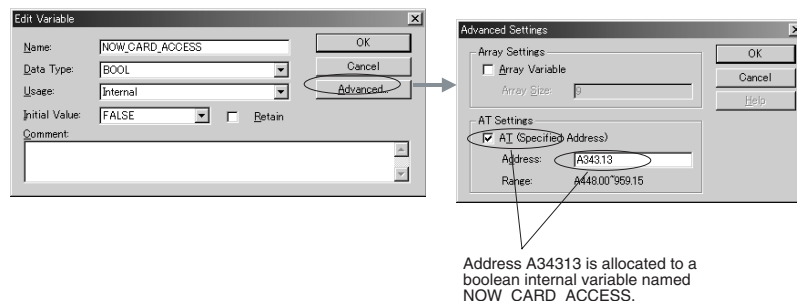 Edit Variable
Name: NOW_CARD_ACCESS
OK
Data Type: BOOL
Cancel
Usage: Internal
Advanced...
Initial Value: FALSE
Retain
Comment:
Advanced Settings
Array Settings
OK
Array Variable
Cancel
Array Size: 9
Help
AT Settings
AT (Specified Address)
Address: A343.13
Range: A448.00~959.15
Address A34313 is allocated to a
boolean internal variable named
NOW_CARD_ACCESS.